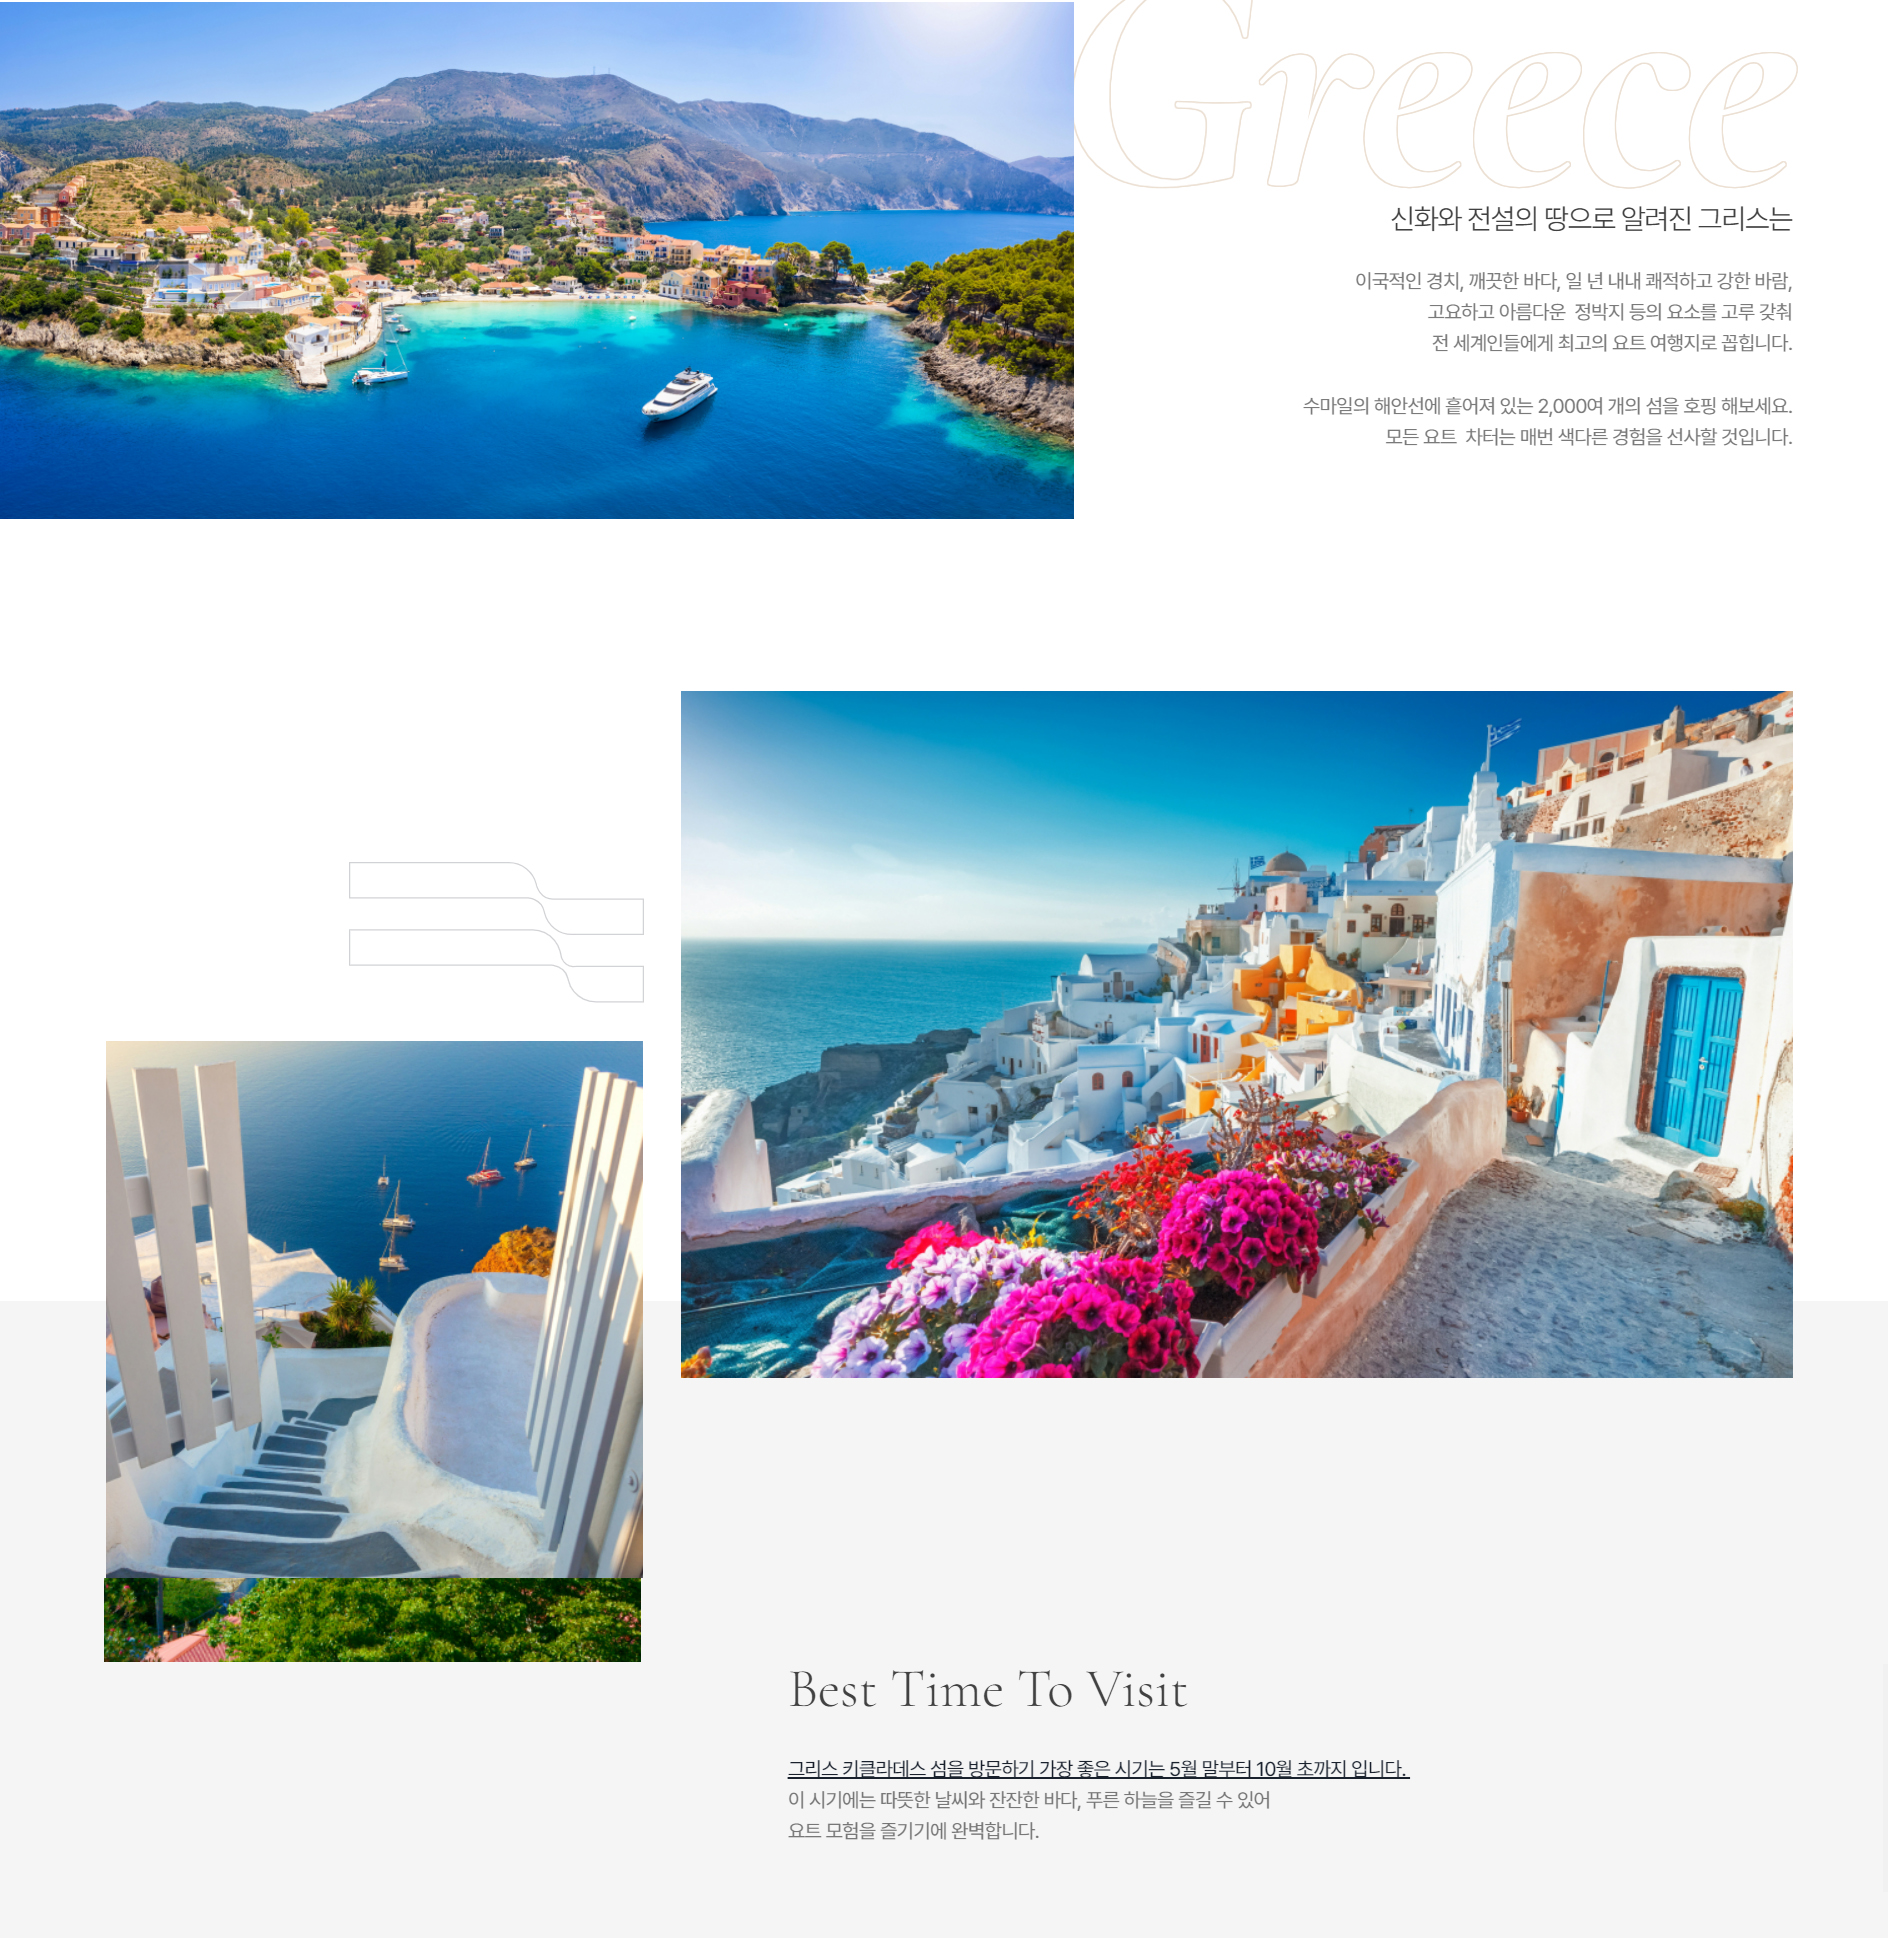 Greece
신화와 전설의 땅으로 알려진 그리스는
이국적인 경치, 깨끗한 바다, 일 년 내내 쾌적하고 강한 바람,
고요하고 아름다운 정박지 등의 요소를 고루 갖춰
전 세계인들에게 최고의 요트 여행지로 꼽힙니다.
수마일의 해안선에 흩어져 있는 2,000여 개의 섬을 호핑 해보세요.
모든 요트 차터는 매번 색다른 경험을 선사할 것입니다.
Best Time To Visit
그리스 키클라데스 섬을 방문하기 가장 좋은 시기는 5월 말부터 10월 초까지 입니다.
이 시기에는 따뜻한 날씨와 잔잔한 바다, 푸른 하늘을 즐길 수 있어
요트 모험을 즐기기에 완벽합니다.